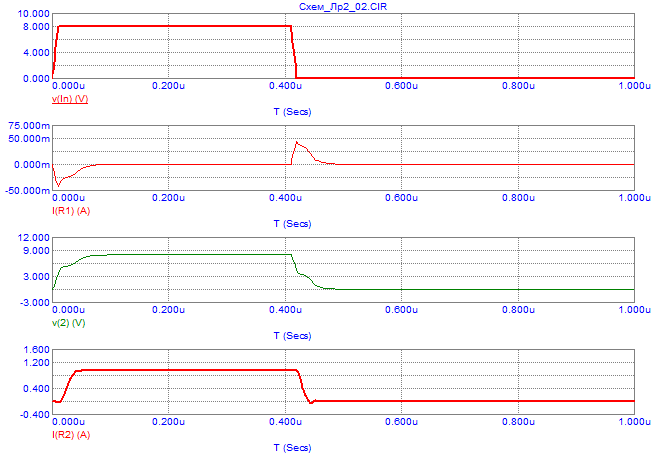 Схем_Лр2_02.CIR
10.000
8.000
4.000
0.000
0.000u 0.200u 0.400u 0.600u 0.800u 1.000u
v(In) (V)
T (Secs)
75.000m
50.000m
0.000m
-50.000m
0.000u 0.200u 0.400u 0.600u 0.800u 1.000u
I(R1) (A)
T (Secs)
12.000
9.000
3.000
-3.000
0.000u 0.200u 0.400u 0.600u 0.800u 1.000u
v(2) (V)
T (Secs)
1.600
1.200
0.400
-0.400
0.000u 0.200u 0.400u 0.600u 0.800u 1.000u
I(R2) (A)
T (Secs)